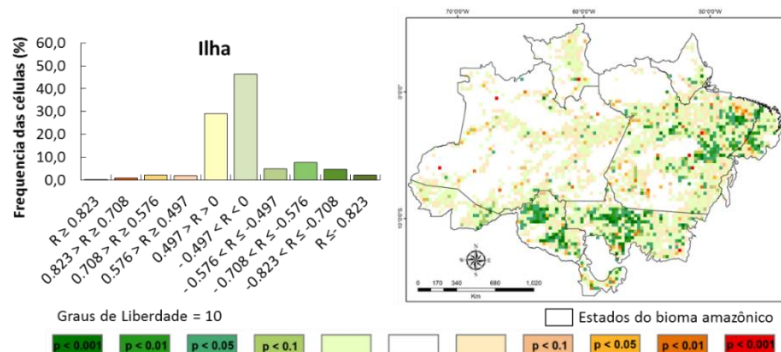 Ilha
Frequencia das células (%)
60,0
50,0
40,0
30,0
20,0
10,0
0,0
R ≥ 0.823
0.823 > R ≥ 0.708
0.708 > R ≥ 0.576
0.576 > R ≥ 0.497
0.497 > R > 0
-0.497 < R < 0
-0.576 < R ≤ -0.497
-0.708 < R ≤ -0.576
-0.823 < R ≤ -0.708
R ≤ -0.823
70°0'0"W 60°0'0"W 50°0'0"W
0°0'0"
10°0'0"S
N
S
0 170 340 680 1,020
Km
Graus de Liberdade = 10
Estados do bioma amazônico
p < 0.001 p < 0.01 p < 0.05 p < 0.1 p < 0.1 p < 0.05 p < 0.01 p < 0.001